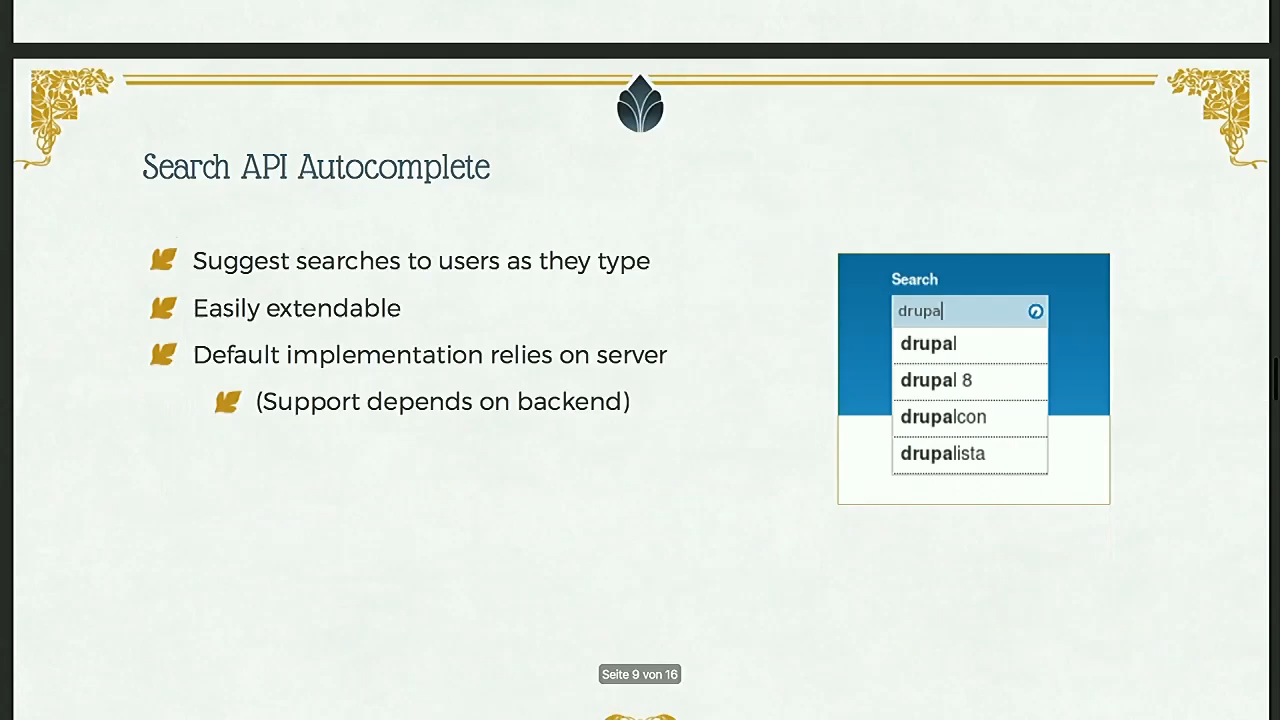 Search API Autocomplete
Suggest searches to users as they type
Easily extendable
Default implementation relies on server
(Support depends on backend)
Search
drupa
drupal
drupal 8
drupalcon
drupalista
Seite 9 von 16